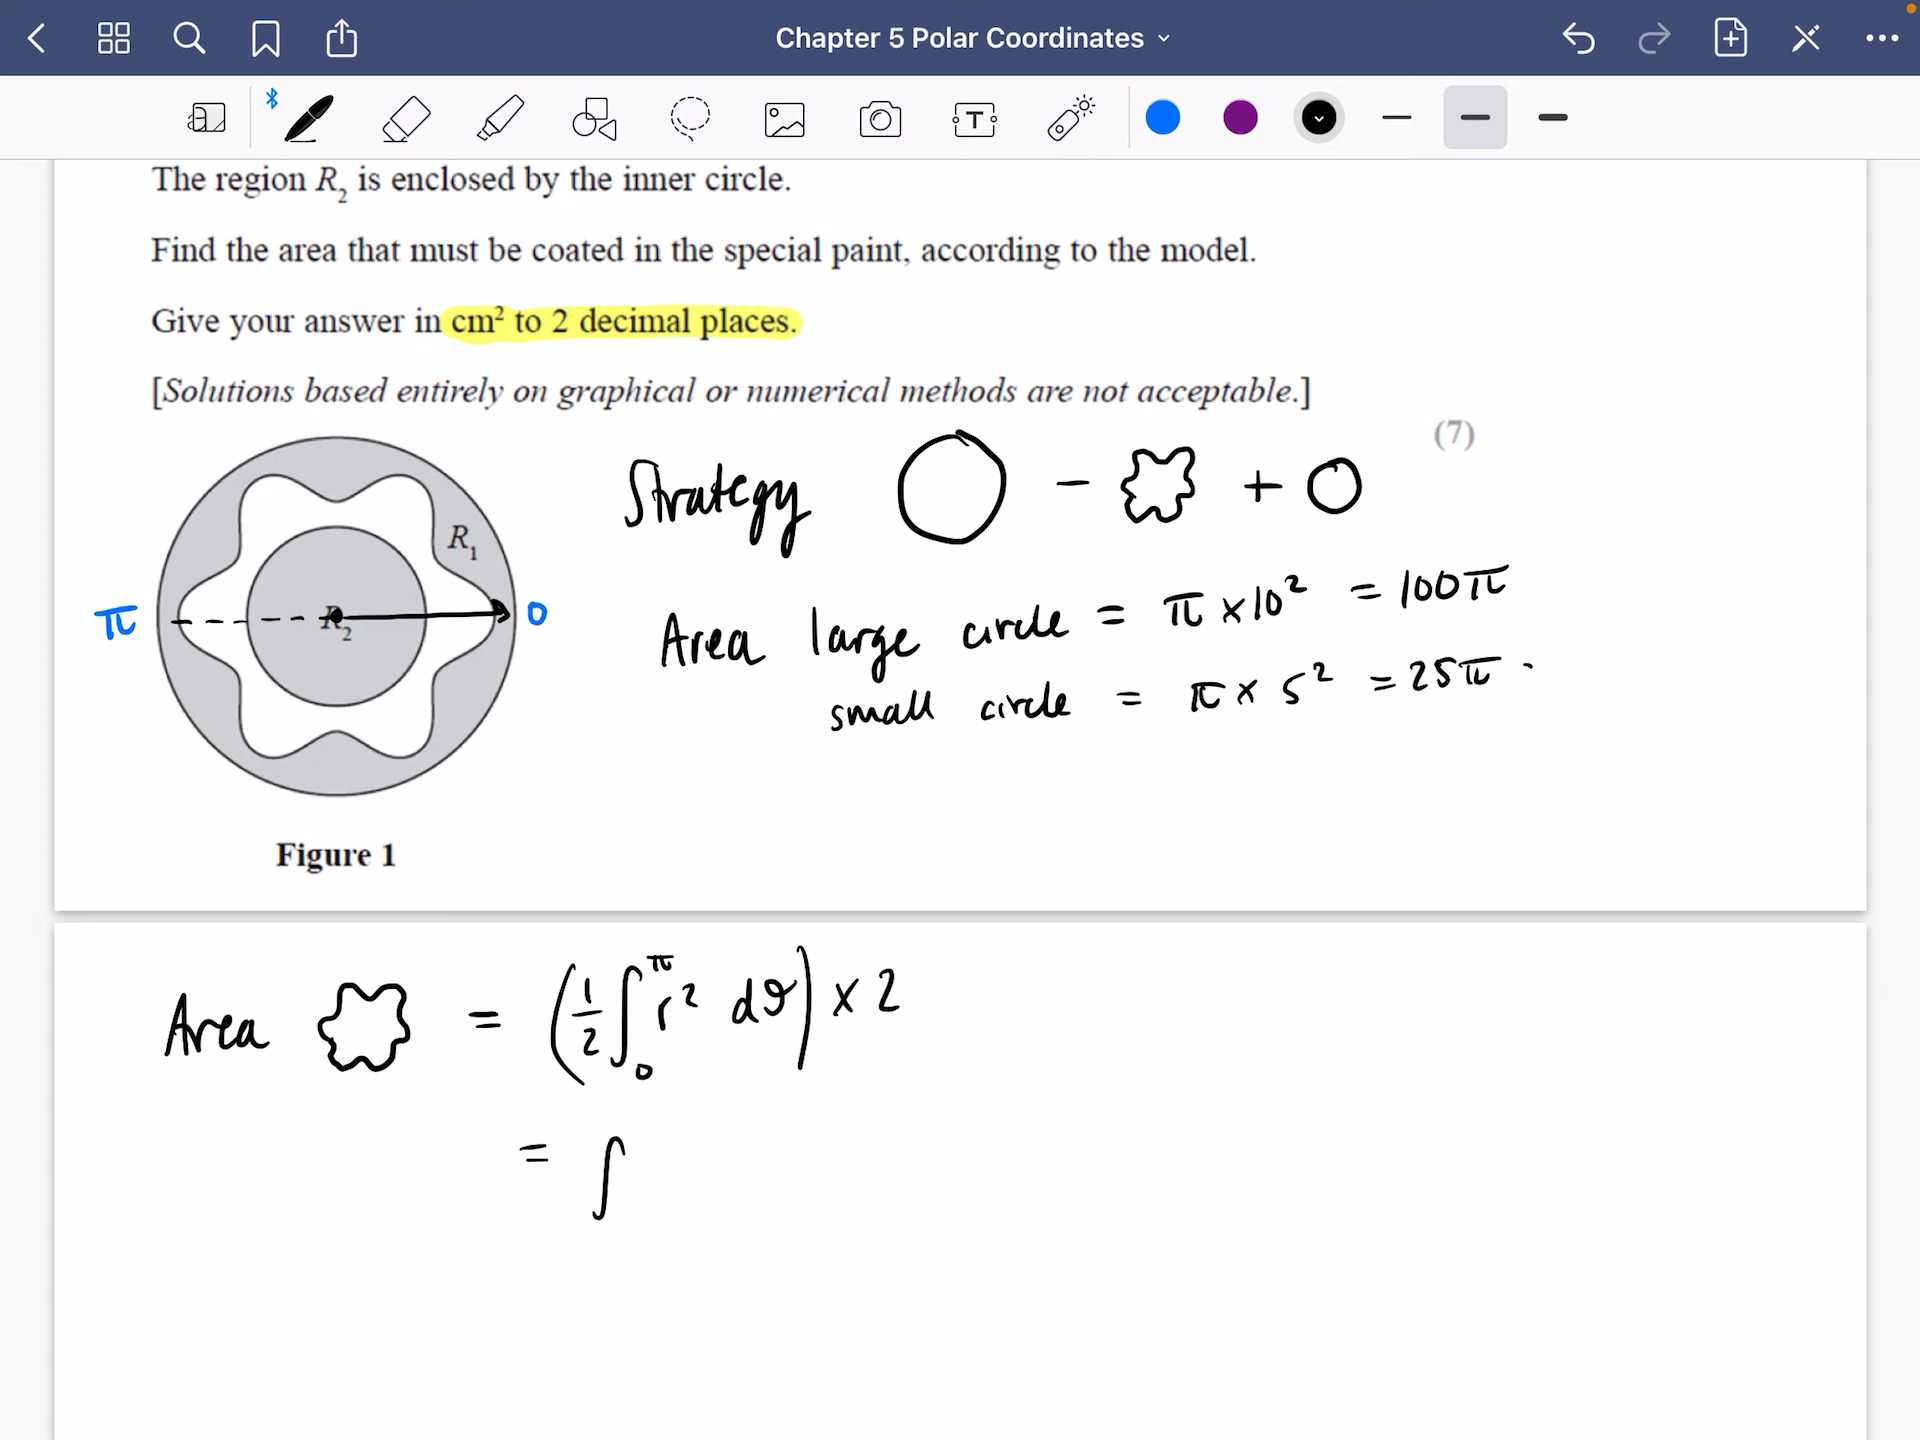 Chapter 5 Polar Coordinates
The region R₂ is enclosed by the inner circle.
Find the area that must be coated in the special paint, according to the model.
Give your answer in cm² to 2 decimal places.
[Solutions based entirely on graphical or numerical methods are not acceptable.]
(7)
Strategy − +
R₁
π R₂ 0
Area large circle = π × 10² = 100π
small circle = π × 5² = 25π .
Figure 1
Area = (1/2 ∫₀^π r² dθ) × 2
= ∫